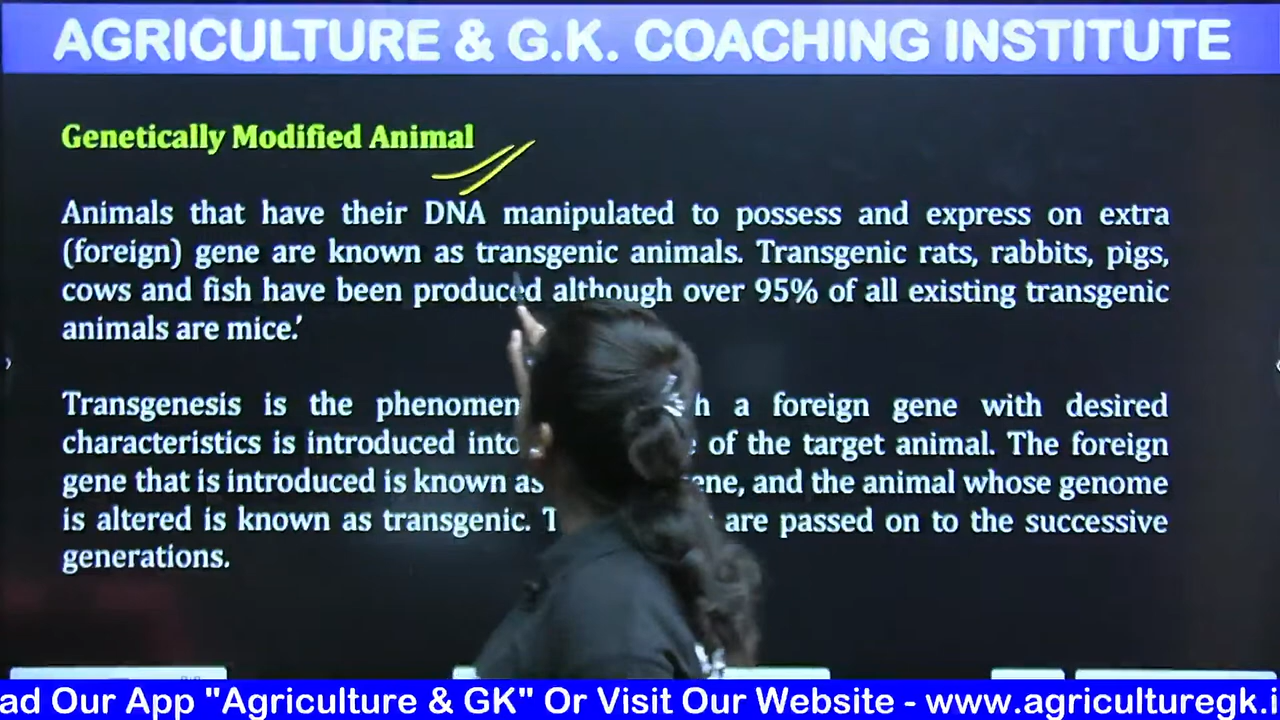 AGRICULTURE & G.K. COACHING INSTITUTE
Genetically Modified Animal
Animals that have their DNA manipulated to possess and express on extra
(foreign) gene are known as transgenic animals. Transgenic rats, rabbits, pigs,
cows and fish have been produced although over 95% of all existing transgenic
animals are mice.'
Transgenesis is the a foreign gene with desired
characteristics is introduced into of the target animal. The foreign
gene that is introduced is known as and the animal whose genome
is altered is known as transgenic. are passed on to the successive
generations.
Our App "Agriculture & GK" Or Visit Our Website -